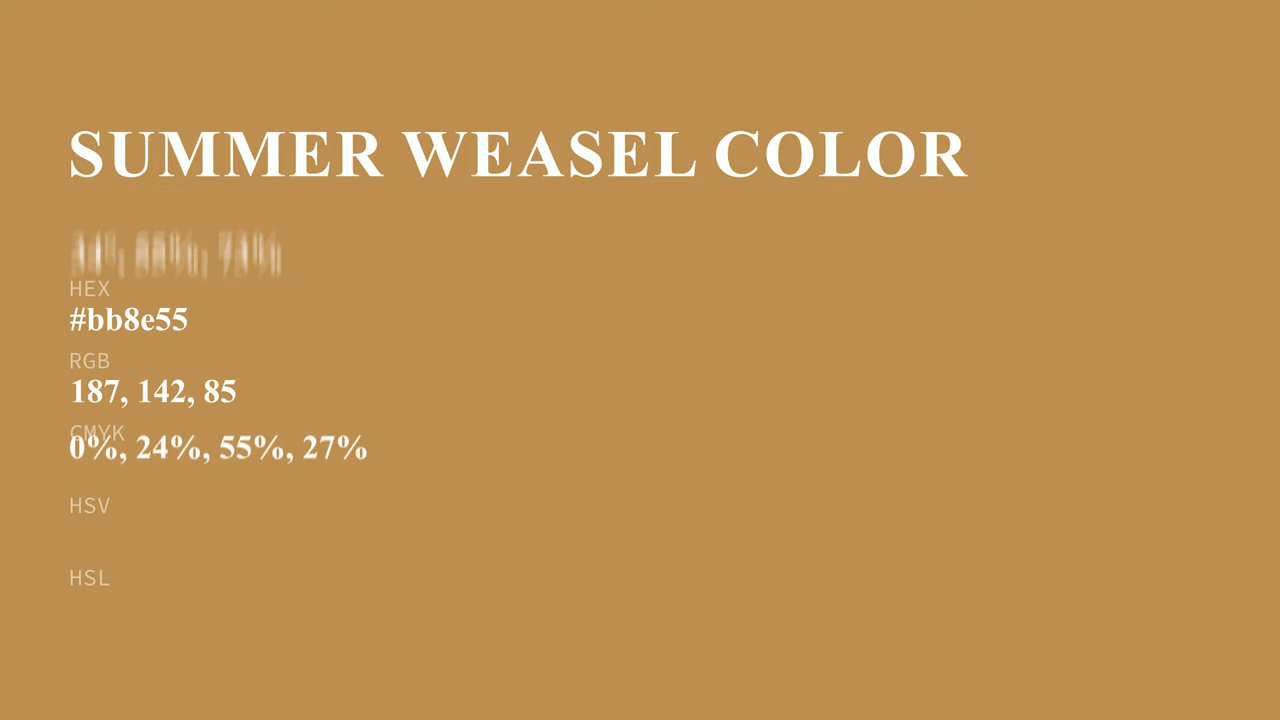 SUMMER WEASEL COLOR
HEX
#bb8e55
RGB
187, 142, 85
CMYK
0%, 24%, 55%, 27%
HSV
HSL